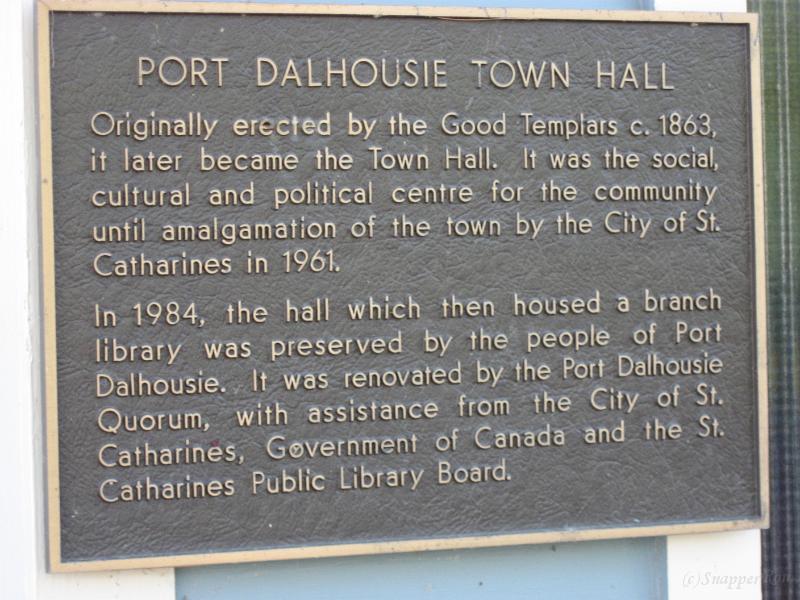 PORT DALHOUSIE TOWN HALL
Originally erected by the Good Templars c. 1863,
it later became the Town Hall. It was the social,
cultural and political centre for the community
until amalgamation of the town by the City of St.
Catharines in 1961.
In 1984, the hall which then housed a branch
library was preserved by the people of Port
Dalhousie. It was renovated by the Port Dalhousie
Quorum, with assistance from the City of St.
Catharines, Government of Canada and the St.
Catharines Public Library Board.
(c)Snapper